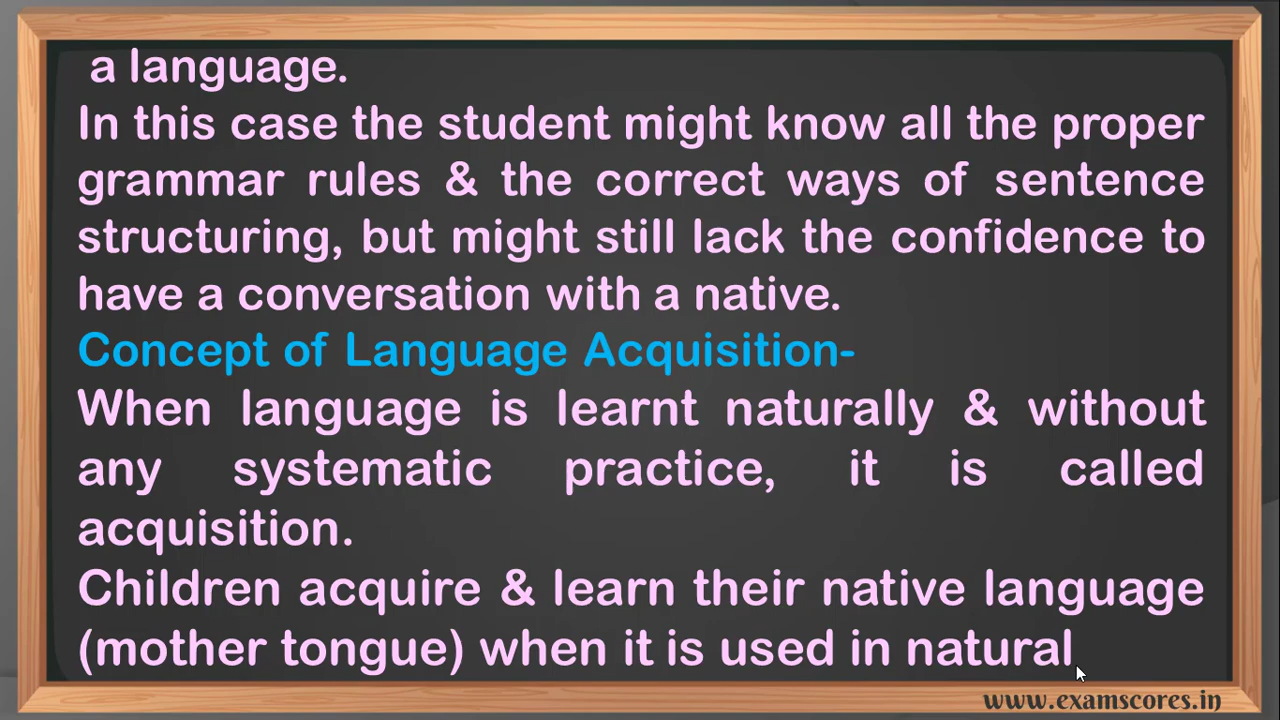 a language.
In this case the student might know all the proper
grammar rules & the correct ways of sentence
structuring, but might still lack the confidence to
have a conversation with a native.
Concept of Language Acquisition-
When language is learnt naturally & without
any systematic practice, it is called
acquisition.
Children acquire & learn their native language
(mother tongue) when it is used in natural
www.examscores.in